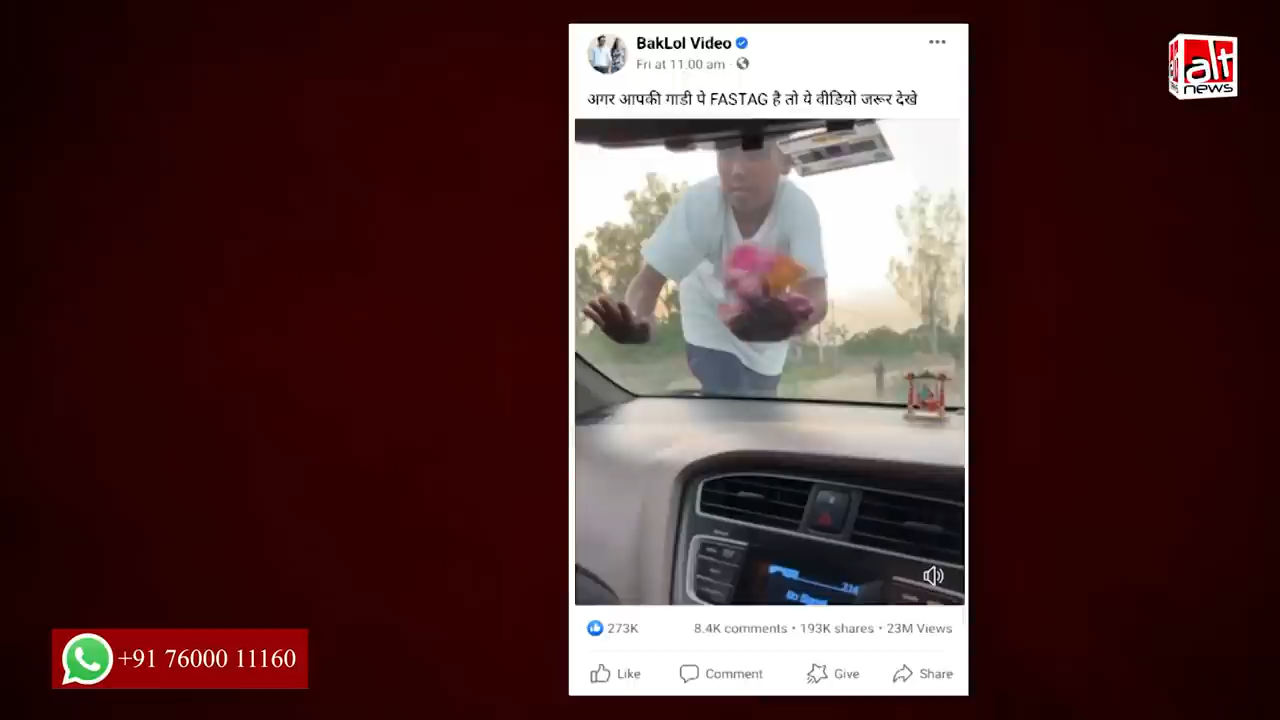 BakLol Video
Fri at 11.00 am
अगर आपकी गाडी पे FASTAG है तो ये वीडियो जरूर देखे
alt
news
273K
8.4K comments • 193K shares • 23M Views
Like
Comment
Give
Share
+91 76000 11160